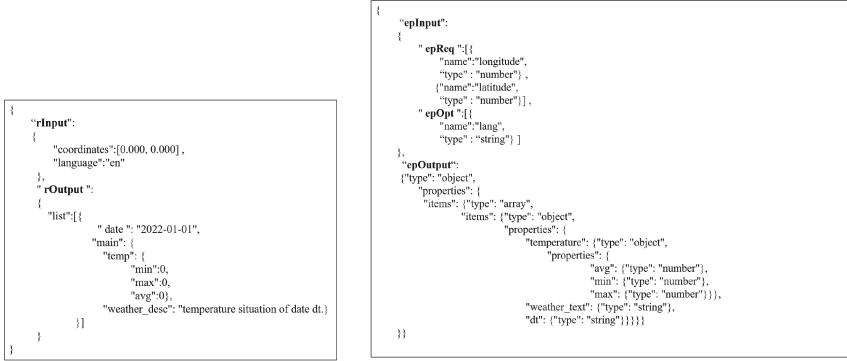 {
"rInput":
{
"coordinates":[0.000, 0.000] ,
"language":"en"
},
" rOutput ":
{
"list":[{
" date ": "2022-01-01",
"main": {
"temp": {
"min":0,
"max":0,
"avg":0},
"weather_desc": "temperature situation of date dt.}
}]
}
}
{
"epInput":
{
" epReq ":[{
"name":"longitude",
"type" : "number"} ,
{"name":"latitude",
"type" : "number"}] ,
" epOpt ":[{
"name":"lang",
"type" : "string"} ]
},
"epOutput":
{"type": "object",
"properties": {
"items": {"type": "array",
"items": {"type": "object",
"properties": {
"temperature": {"type": "object",
"properties": {
"avg": {"type": "number"},
"min": {"type": "number"},
"max": {"type": "number"}}},
"weather_text": {"type": "string"},
"dt": {"type": "string"}}}}}
}}